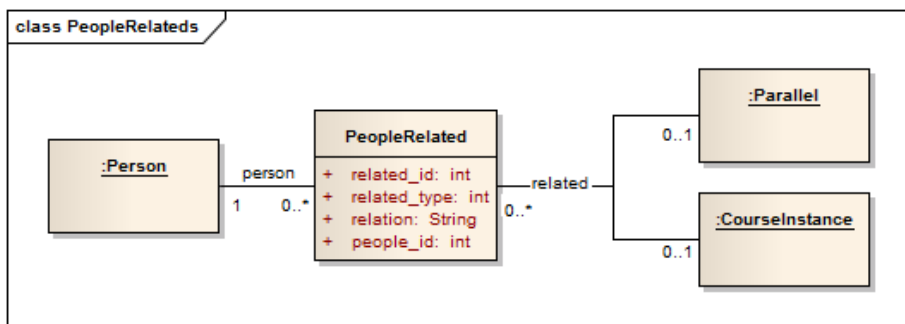 class PeopleRelateds
:Person
person
1
0..*
PeopleRelated
+ related_id: int
+ related_type: int
+ relation: String
+ people_id: int
related
0..*
:Parallel
0..1
:CourseInstance
0..1